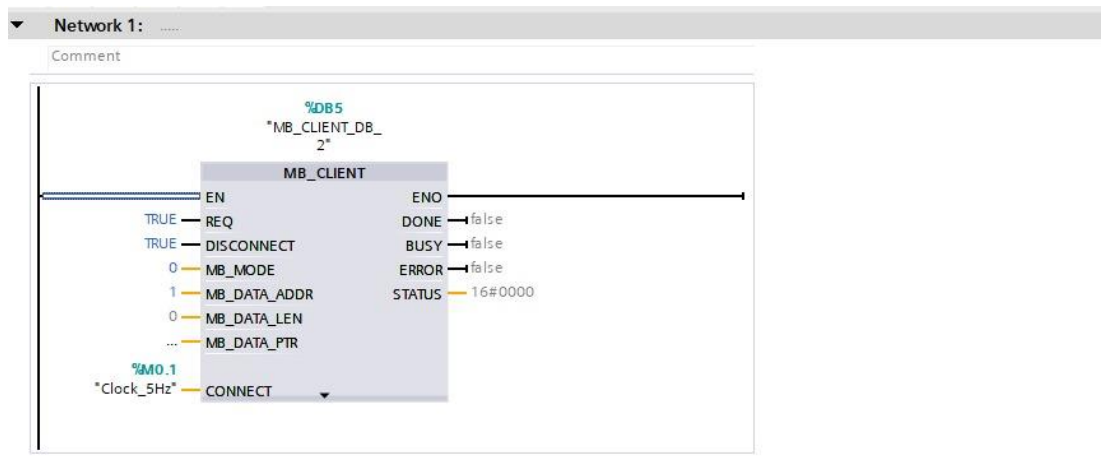 Network 1: .....
Comment
%DB5
"MB_CLIENT_DB_
2"
MB_CLIENT
EN ENO
TRUE REQ DONE false
TRUE DISCONNECT BUSY false
0 MB_MODE ERROR false
1 MB_DATA_ADDR STATUS 16#0000
0 MB_DATA_LEN
... MB_DATA_PTR
%M0.1
"Clock_5Hz" CONNECT